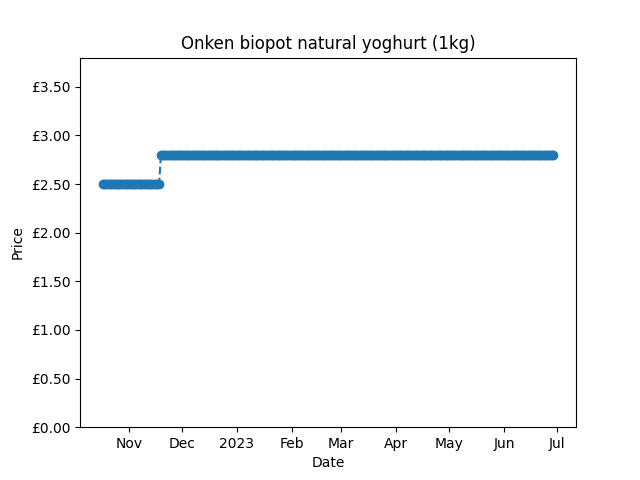 Onken biopot natural yoghurt (1kg)
£3.50
£3.00
£2.50
£2.00
£1.50
£1.00
£0.50
£0.00
Price
Nov Dec 2023 Feb Mar Apr May Jun Jul
Date